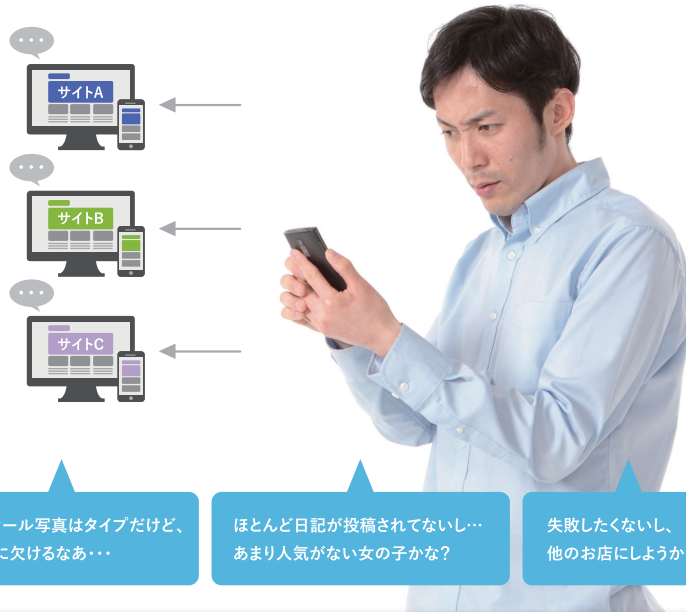 サイトA
サイトB
サイトC
ール写真はタイプだけど、
に欠けるなあ・・・
ほとんど日記が投稿されてないし…
あまり人気がない女の子かな?
失敗したくないし、
他のお店にしようか